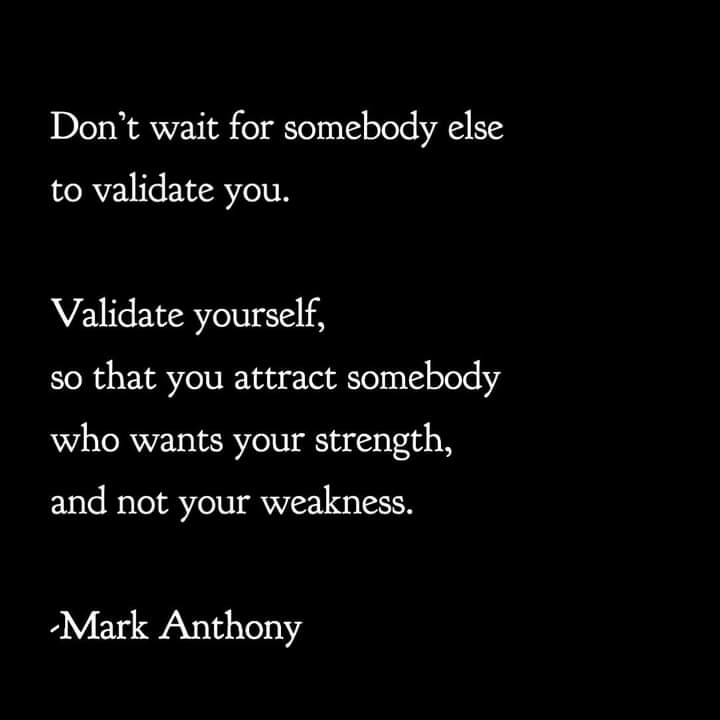 Don’t wait for somebody else
to validate you.
Validate yourself,
so that you attract somebody
who wants your strength,
and not your weakness.
-Mark Anthony